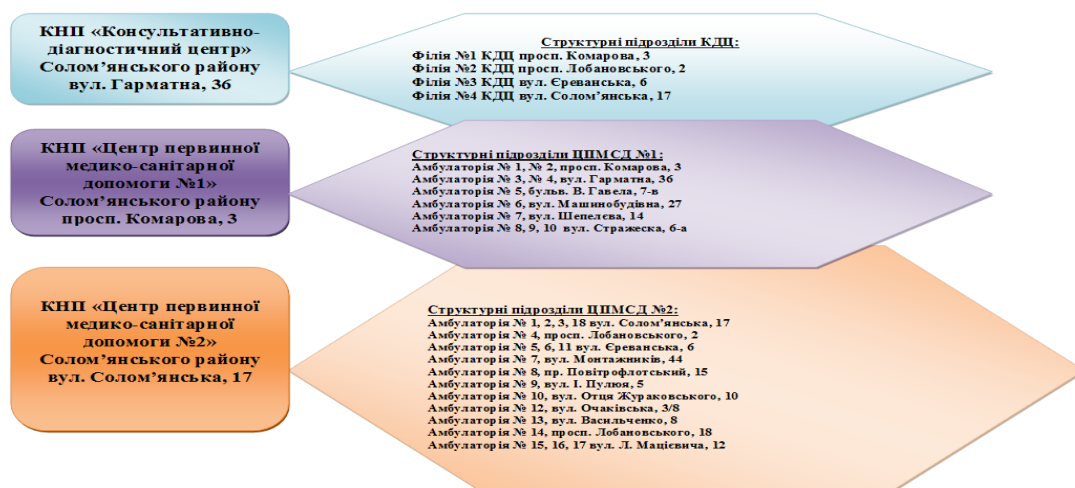 КНП «Консультативно-
діагностичний центр»
Солом’янського району
вул. Гарматна, 36
Структурні підрозділи КДЦ:
Філія №1 КДЦ просп. Комарова, 3
Філія №2 КДЦ просп. Лобановського, 2
Філія №3 КДЦ вул. Єреванська, 6
Філія №4 КДЦ вул. Солом’янська, 17
КНП «Центр первинної
медико-санітарної
допомоги №1»
Солом’янського району
просп. Комарова, 3
Структурні підрозділи ЦПМСД №1:
Амбулаторія № 1, № 2, просп. Комарова, 3
Амбулаторія № 3, № 4, вул. Гарматна, 36
Амбулаторія № 5, бульв. В. Гавела, 7-в
Амбулаторія № 6, вул. Машинобудівна, 27
Амбулаторія № 7, вул. Шепелєва, 14
Амбулаторія № 8, 9, 10 вул. Стражеска, 6-а
КНП «Центр первинної
медико-санітарної
допомоги №2»
Солом’янського району
вул. Солом’янська, 17
Структурні підрозділи ЦПМСД №2:
Амбулаторія № 1, 2, 3, 18 вул. Солом’янська, 17
Амбулаторія № 4, просп. Лобановського, 2
Амбулаторія № 5, 6, 11 вул. Єреванська, 6
Амбулаторія № 7, вул. Монтажників, 44
Амбулаторія № 8, пр. Повітрофлотський, 15
Амбулаторія № 9, вул. І. Пулюя, 5
Амбулаторія № 10, вул. Отця Жураковського, 10
Амбулаторія № 12, вул. Очаківська, 3/8
Амбулаторія № 13, вул. Васильченко, 8
Амбулаторія № 14, просп. Лобановського, 18
Амбулаторія № 15, 16, 17 вул. Л. Мацієвича, 12